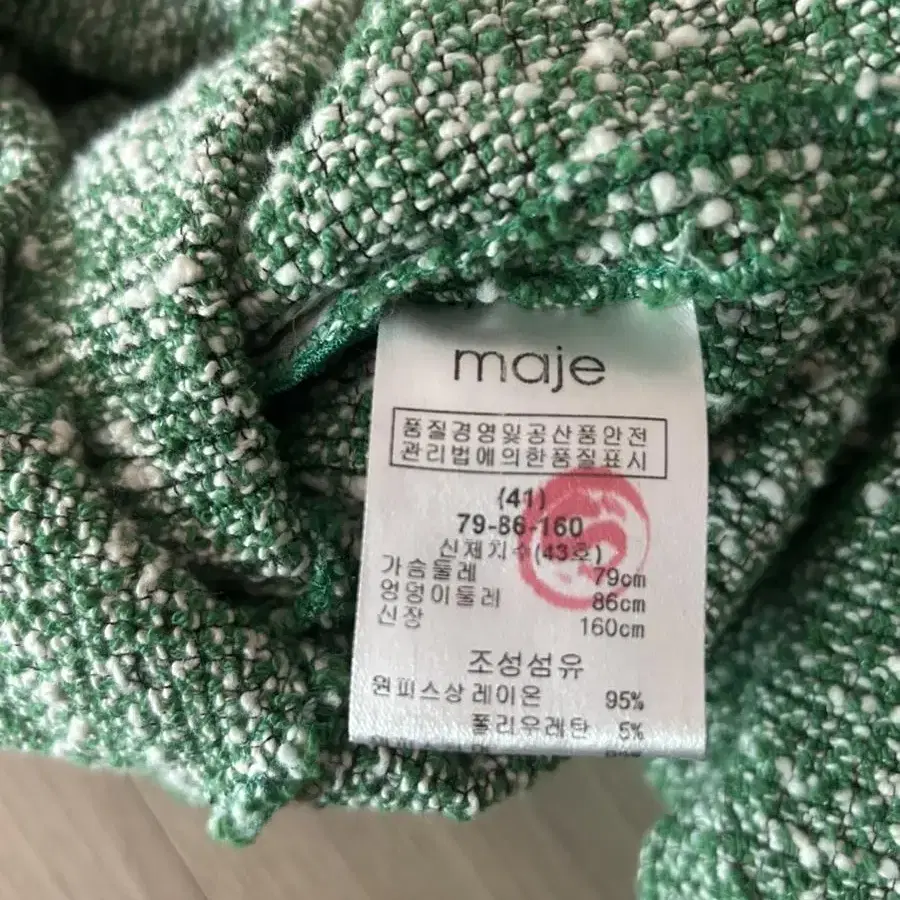 maje
품질경영및공산품안전
관리법에의한품질표시
(41)
79-86-160
신체치수(43호)
가슴둘레 79cm
엉덩이둘레 86cm
신장 160cm
조성섬유
원피스상 레이온 95%
폴리우레탄 5%